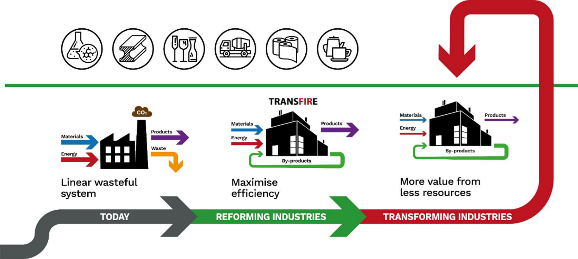 CO₂
TRANSFIRE
Materials
Energy
Products
Waste
Materials
Energy
Products
By-products
Materials
Energy
Products
By-products
Linear wasteful
system
Maximise
efficiency
More value from
less resources
TODAY
REFORMING INDUSTRIES
TRANSFORMING INDUSTRIES